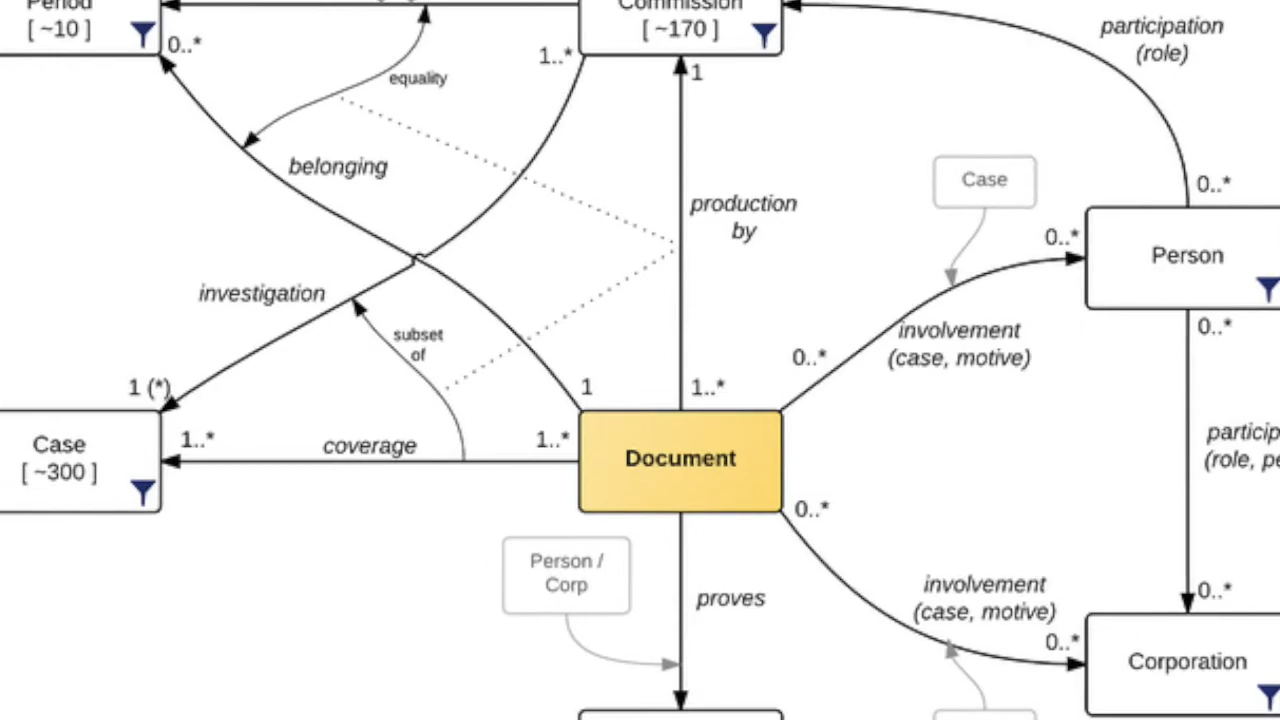 Period
[ ~10 ]
0..*
Commission
[ ~170 ]
1..*
1
participation
(role)
equality
belonging
Case
0..*
production
by
0..*
Person
investigation
subset
of
involvement
(case, motive)
0..*
0..*
1 (*)
1
1..*
Case
[ ~300 ]
1..*
coverage
1..*
Document
(role,
0..*
Person /
Corp
proves
involvement
(case, motive)
0..*
0..*
Corporation